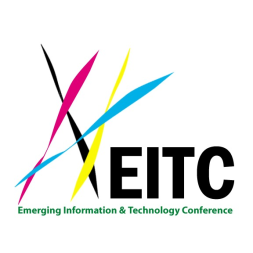 EITC
Emerging Information & Technology Conference